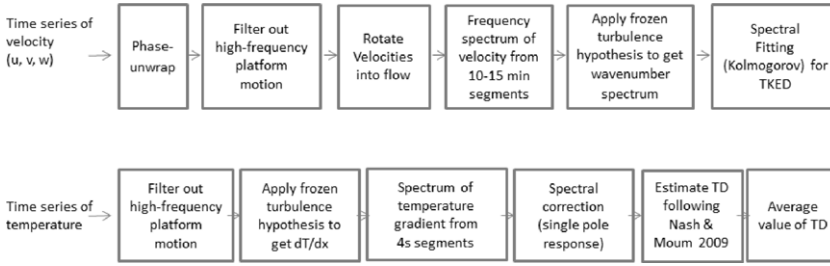 Time series of
velocity
(u, v, w)
Phase-
unwrap
Filter out
high-frequency
platform
motion
Rotate
Velocities
into flow
Frequency
spectrum of
velocity from
10-15 min
segments
Apply frozen
turbulence
hypothesis to get
wavenumber
spectrum
Spectral
Fitting
(Kolmogorov) for
TKED
Time series of
temperature
Filter out
high-frequency
platform
motion
Apply frozen
turbulence
hypothesis to
get dT/dx
Spectrum of
temperature
gradient from
4s segments
Spectral
correction
(single pole
response)
Estimate TD
following
Nash &
Moum 2009
Average
value of TD